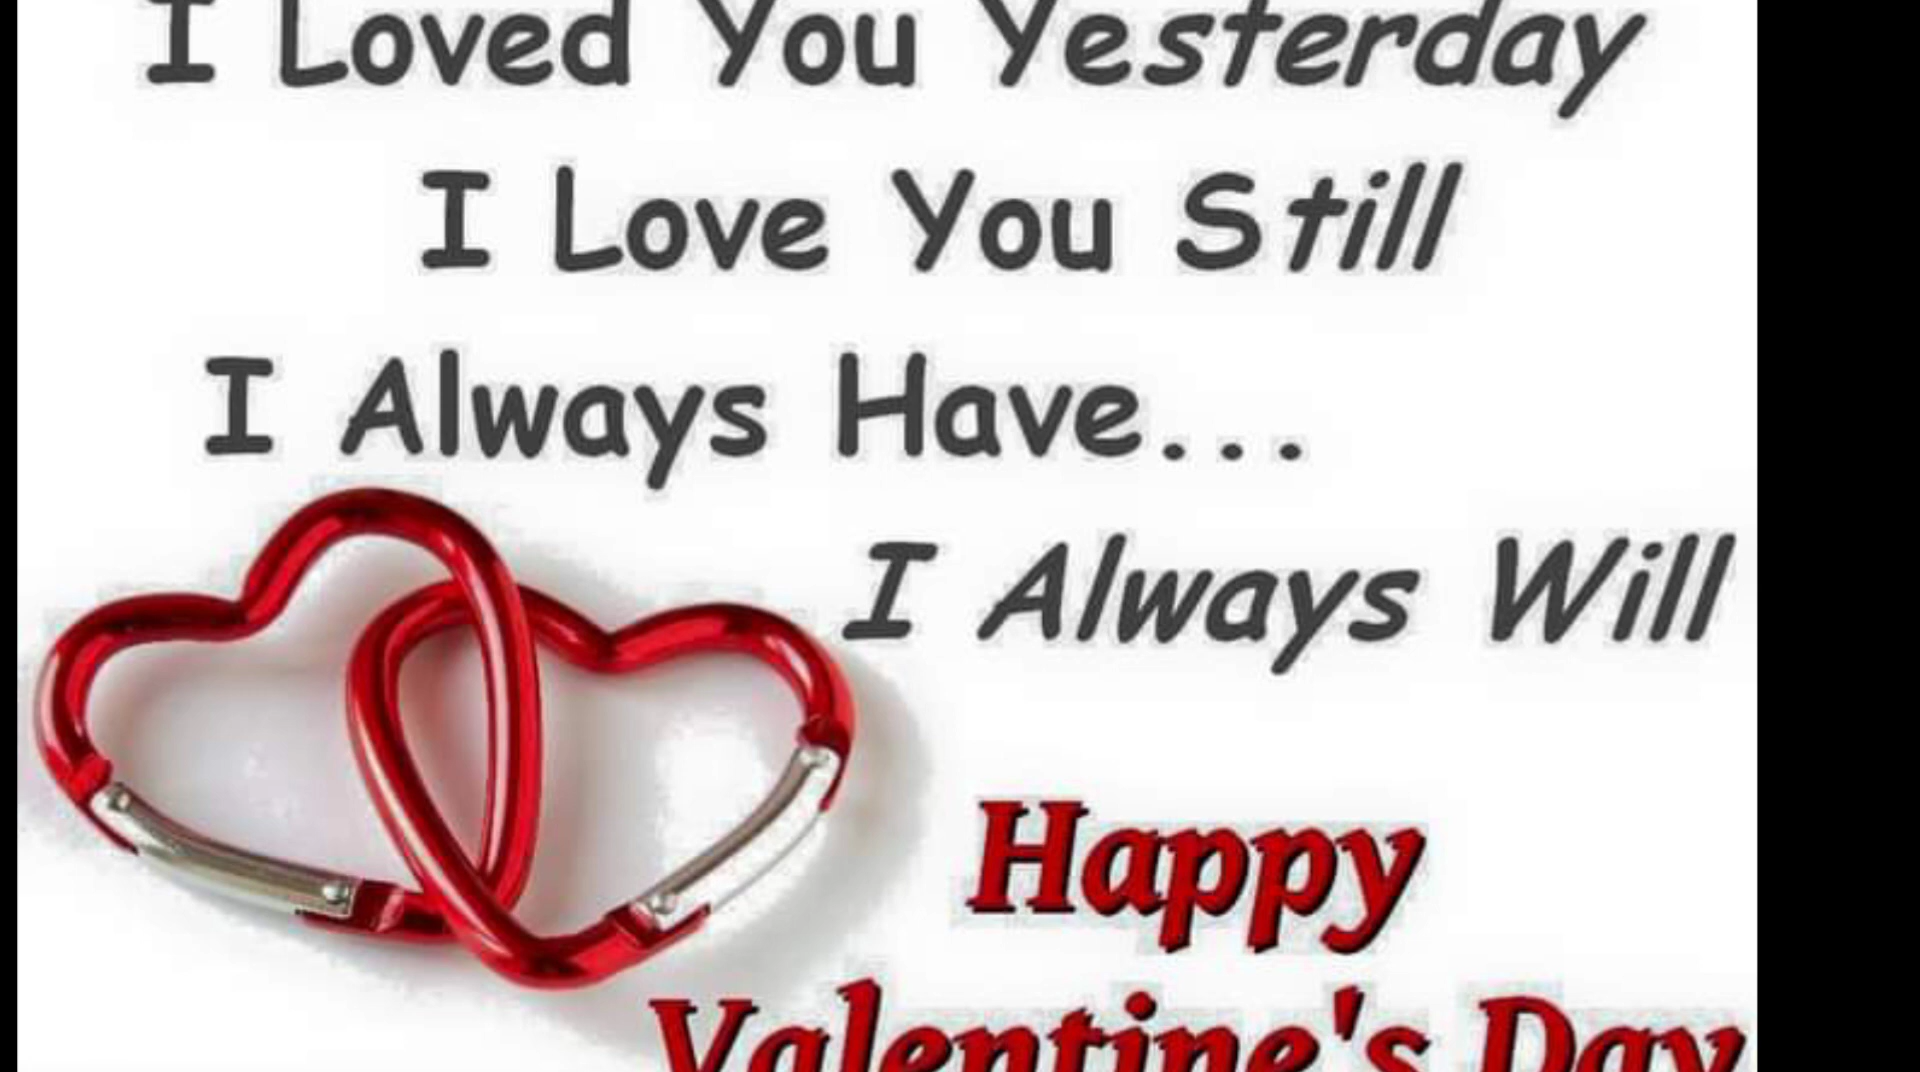 I Loved You Yesterday
I Love You Still
I Always Have...
I Always Will
Happy
Valentine's Day